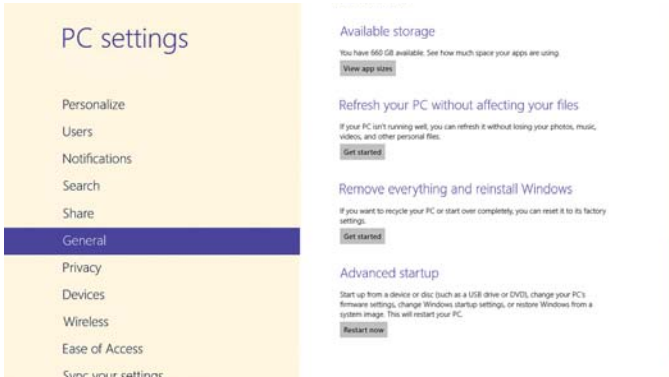 PC settings
Personalize
Users
Notifications
Search
Share
General
Privacy
Devices
Wireless
Ease of Access
Sync your settings
Available storage
You have 660 GB available. See how much space your apps are using.
View app sizes
Refresh your PC without affecting your files
If your PC isn't running well, you can refresh it without losing your photos, music,
videos, and other personal files.
Get started
Remove everything and reinstall Windows
If you want to recycle your PC or start over completely, you can reset it to its factory
settings.
Get started
Advanced startup
Start up from a device or disc (such as a USB drive or DVD), change your PC's
firmware settings, change Windows startup settings, or restore Windows from a
system image. This will restart your PC.
Restart now